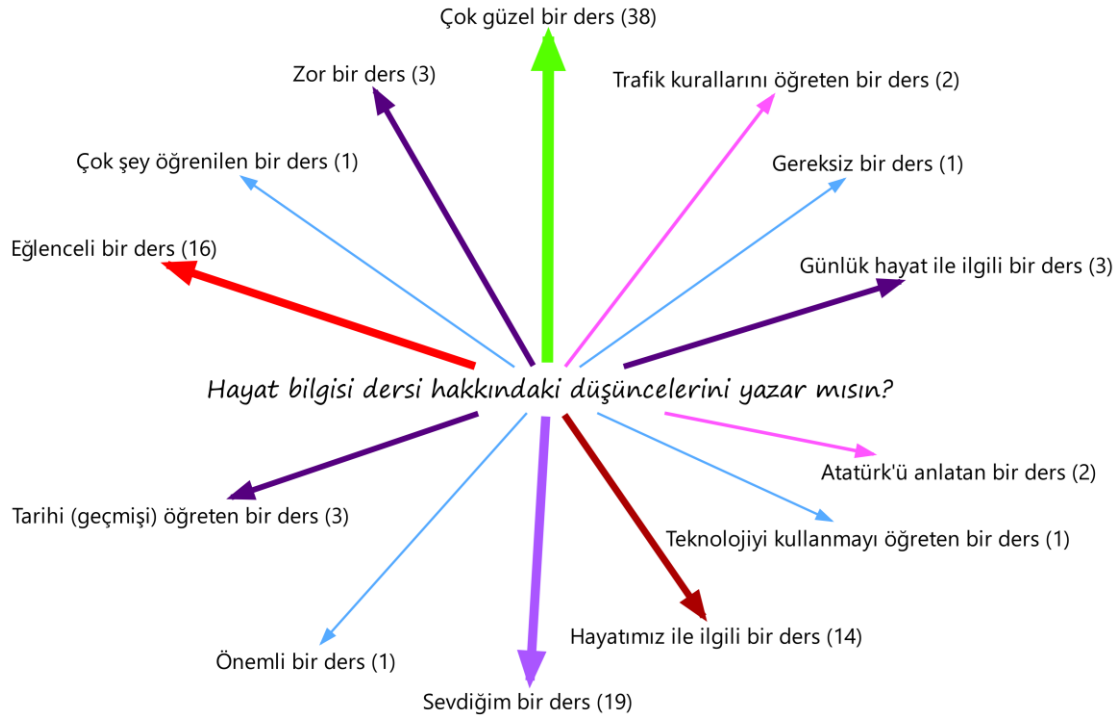 Çok güzel bir ders (38)
Zor bir ders (3)
Trafik kurallarını öğreten bir ders (2)
Çok şey öğrenilen bir ders (1)
Gereksiz bir ders (1)
Eğlenceli bir ders (16)
Günlük hayat ile ilgili bir ders (3)
Hayat bilgisi dersi hakkındaki düşüncelerini yazar mısın?
Atatürk'ü anlatan bir ders (2)
Tarihi (geçmişi) öğreten bir ders (3)
Teknolojiyi kullanmayı öğreten bir ders (1)
Hayatımız ile ilgili bir ders (14)
Önemli bir ders (1)
Sevdiğim bir ders (19)